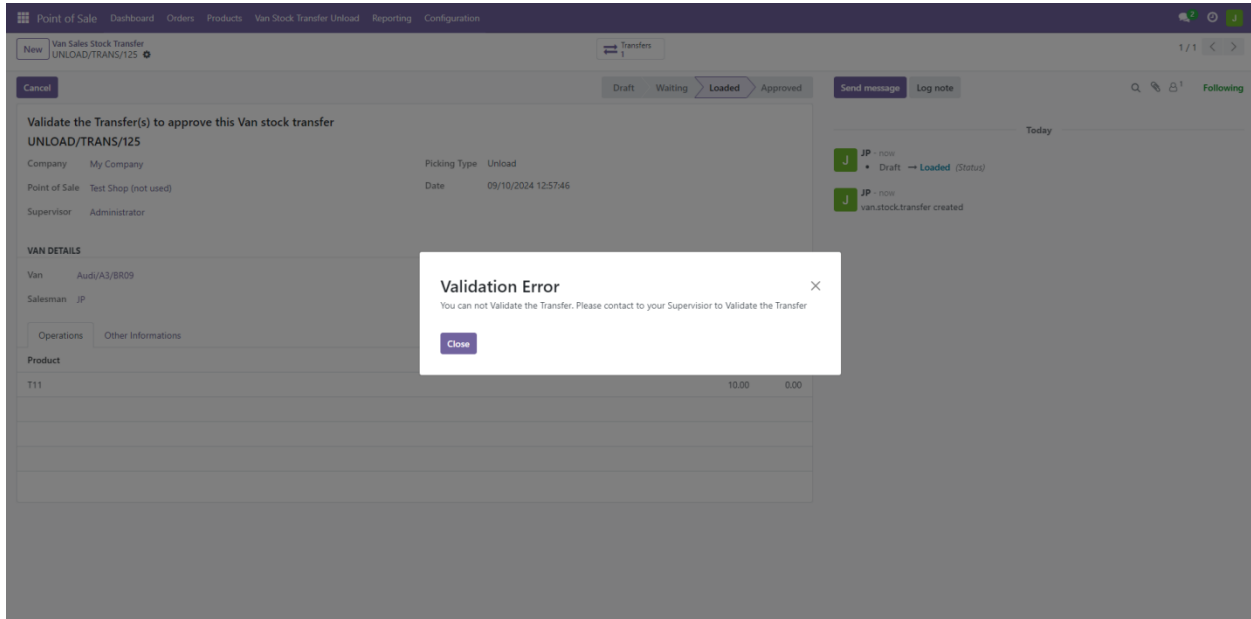 Point of Sale Dashboard Orders Products Van Stock Transfer Unload Reporting Configuration 2 J
New Van Sales Stock Transfer Transfers 1 / 1
UNLOAD/TRANS/125 1
Cancel Draft Waiting Loaded Approved Send message Log note 1 Following
Validate the Transfer(s) to approve this Van stock transfer
UNLOAD/TRANS/125
Today
Company My Company Picking Type Unload
Point of Sale Test Shop (not used) Date 09/10/2024 12:57:46
Supervisor Administrator
J JP - now
• Draft → Loaded (Status)
J JP - now
van.stock.transfer created
VAN DETAILS
Van Audi/A3/BR09
Salesman JP
Validation Error
You can not Validate the Transfer. Please contact to your Supervisior to Validate the Transfer
Close
Operations Other Informations
Product
T11 10.00 0.00